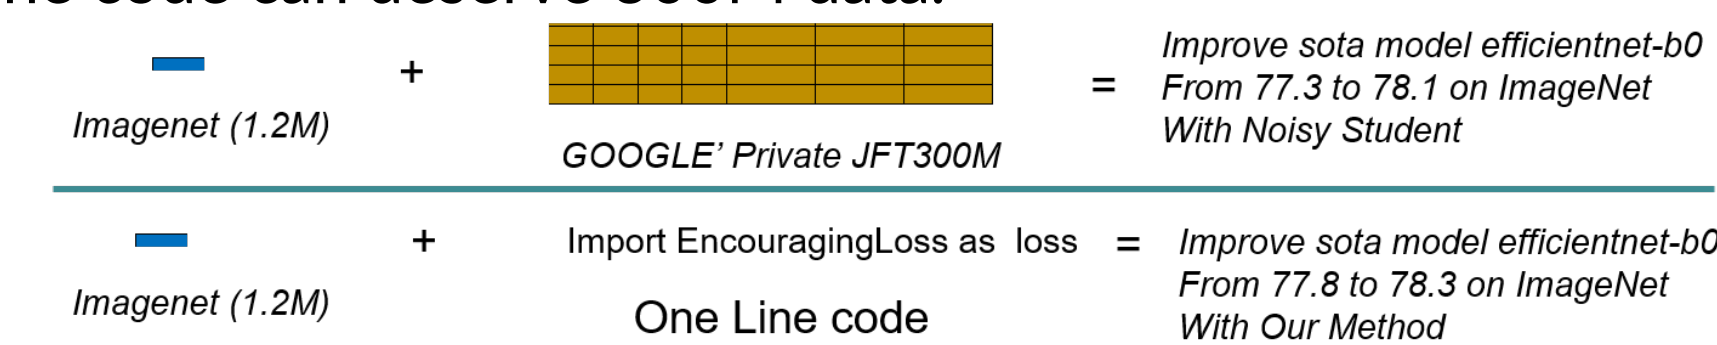 +
=
Improve sota model efficientnet-b0
From 77.3 to 78.1 on ImageNet
With Noisy Student
Imagenet (1.2M)
GOOGLE' Private JFT300M
+
Import EncouragingLoss as loss
=
Improve sota model efficientnet-b0
From 77.8 to 78.3 on ImageNet
With Our Method
Imagenet (1.2M)
One Line code